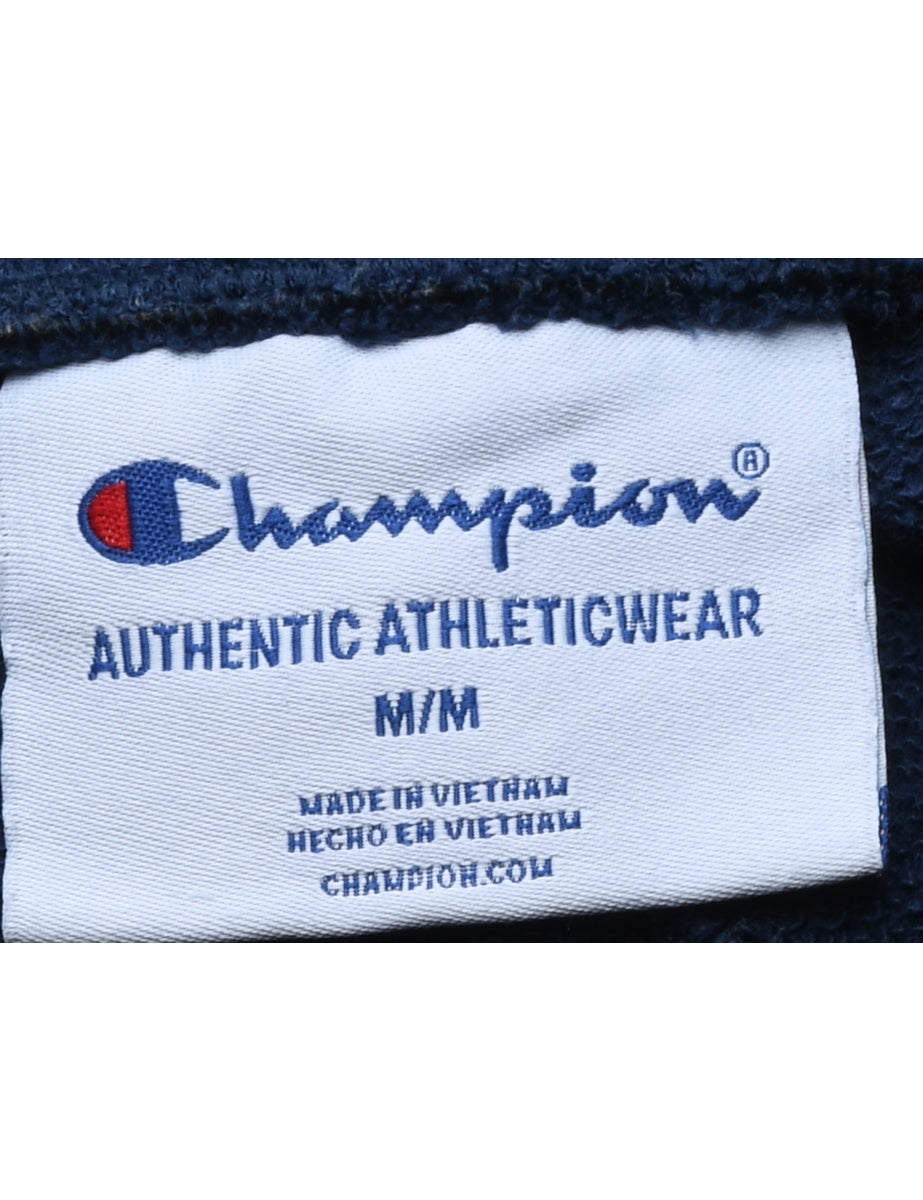 Champion®
AUTHENTIC ATHLETICWEAR
M/M
MADE IN VIETNAM
HECHO EN VIETNAM
CHAMPION.COM